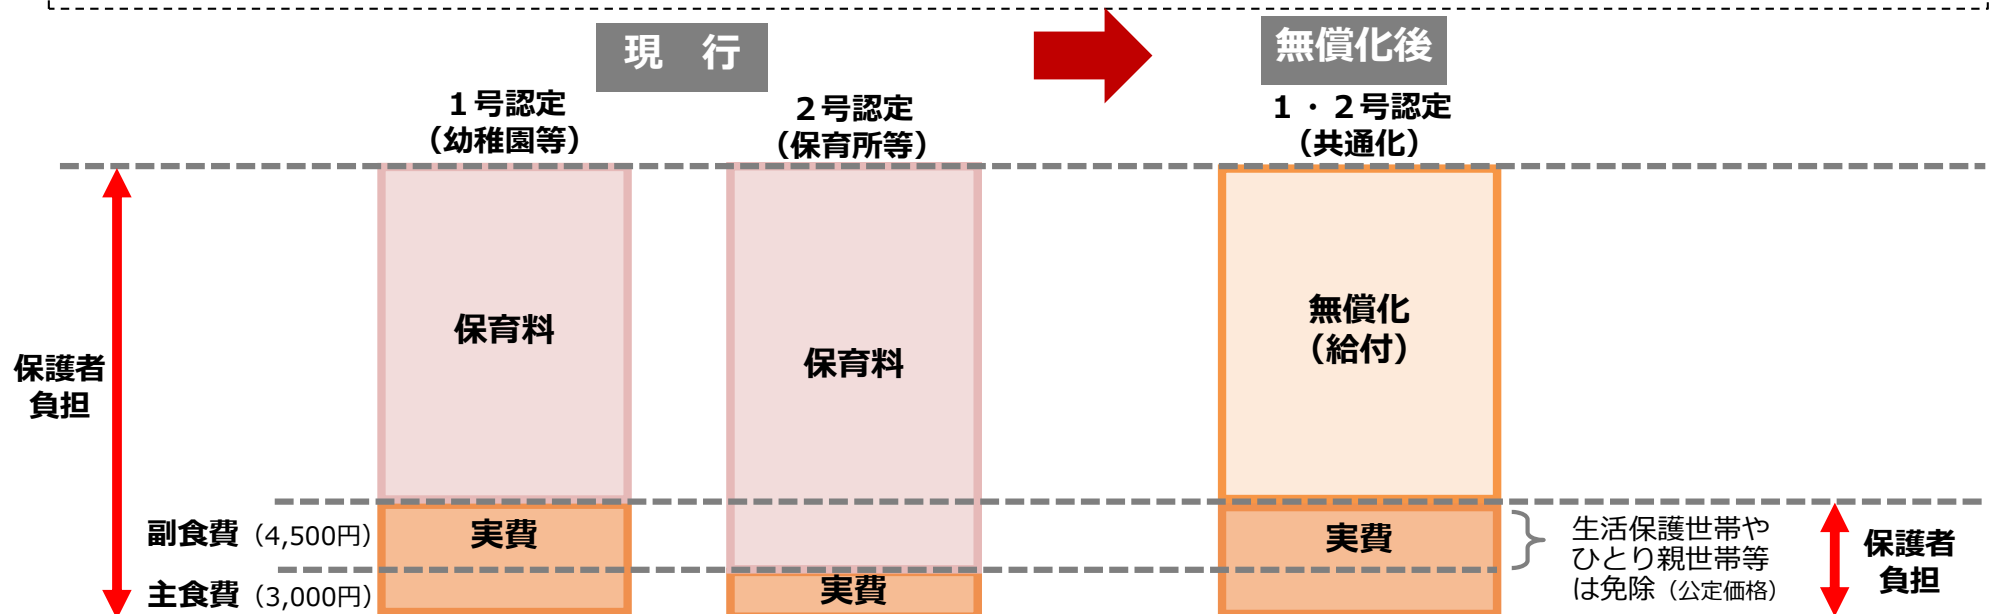 現　行
無償化後
１号認定
（幼稚園等）
２号認定
（保育所等）
１・２号認定
（共通化）
保護者
負担
保育料
保育料
無償化
（給付）
副食費（4,500円）
実費
実費
生活保護世帯や
ひとり親世帯等
は免除（公定価格）
保護者
負担
主食費（3,000円）
実費